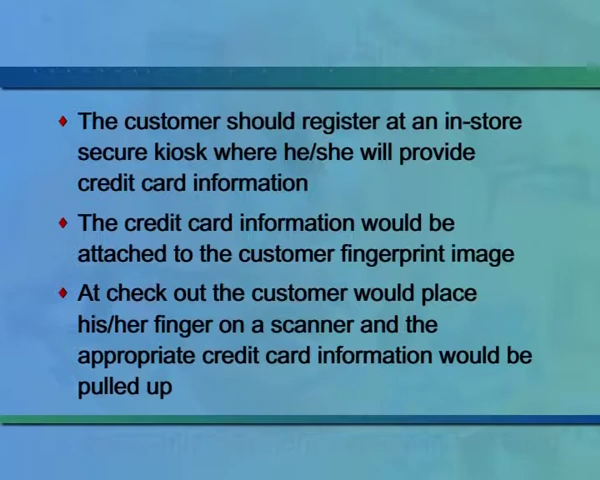 The customer should register at an in-store
secure kiosk where he/she will provide
credit card information
The credit card information would be
attached to the customer fingerprint image
At check out the customer would place
his/her finger on a scanner and the
appropriate credit card information would be
pulled up